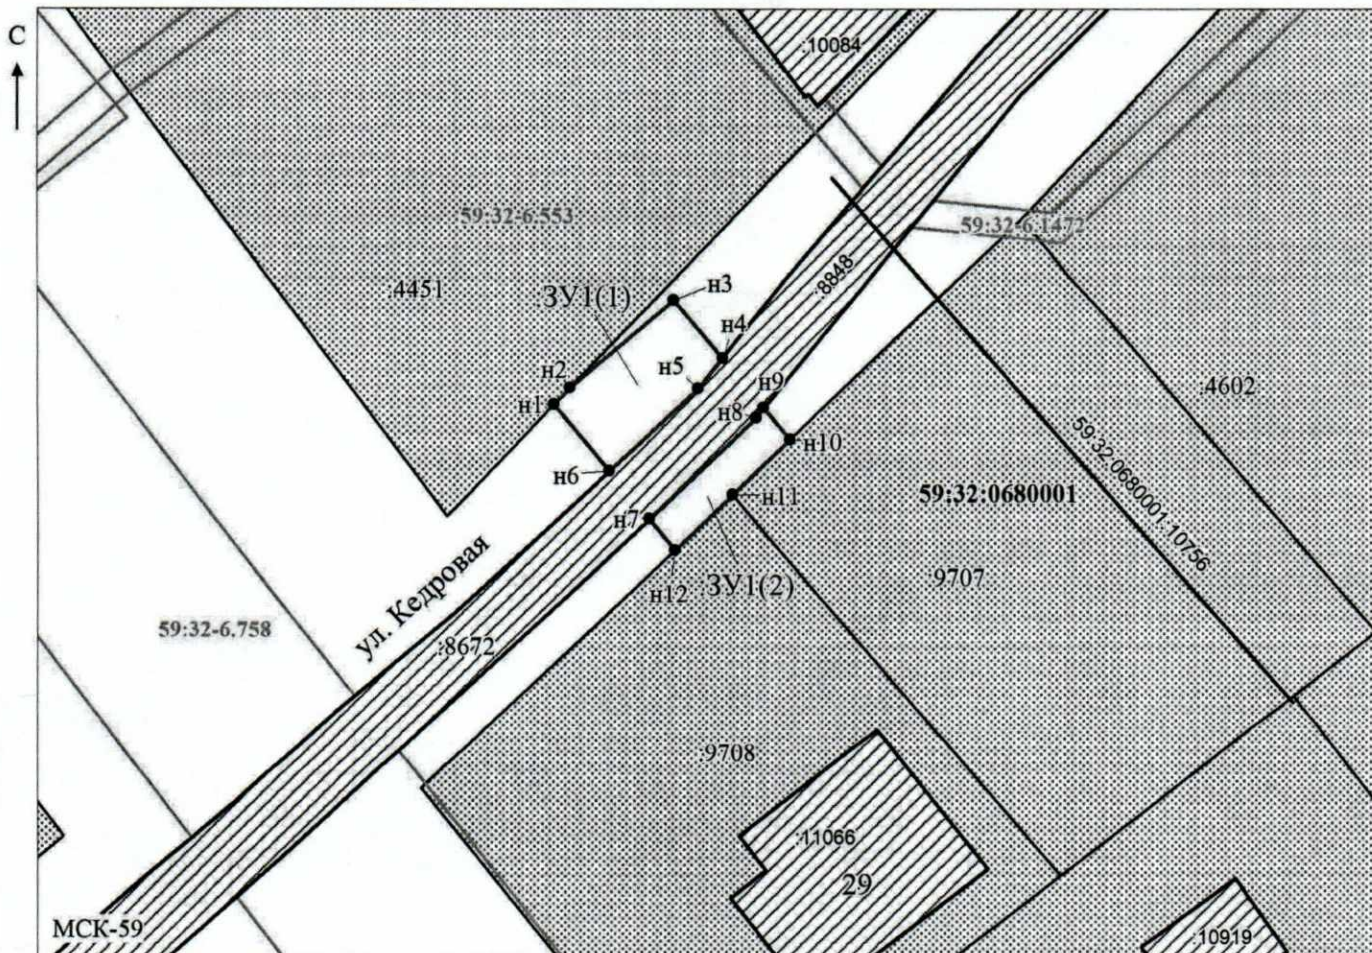 С
:10084
59:32-6.553
59:32-6.1472
:4451
:ЗУ1(1)
н3
:8848
н4
н2
н5
н1
н9
н8
:4602
н10
н6
59:32:0680001:10756
н11
59:32:0680001
н7
:9707
ул. Кедровая
н12
:ЗУ1(2)
59:32-6.758
:8672
:9708
:11066
29
МСК-59
:10919